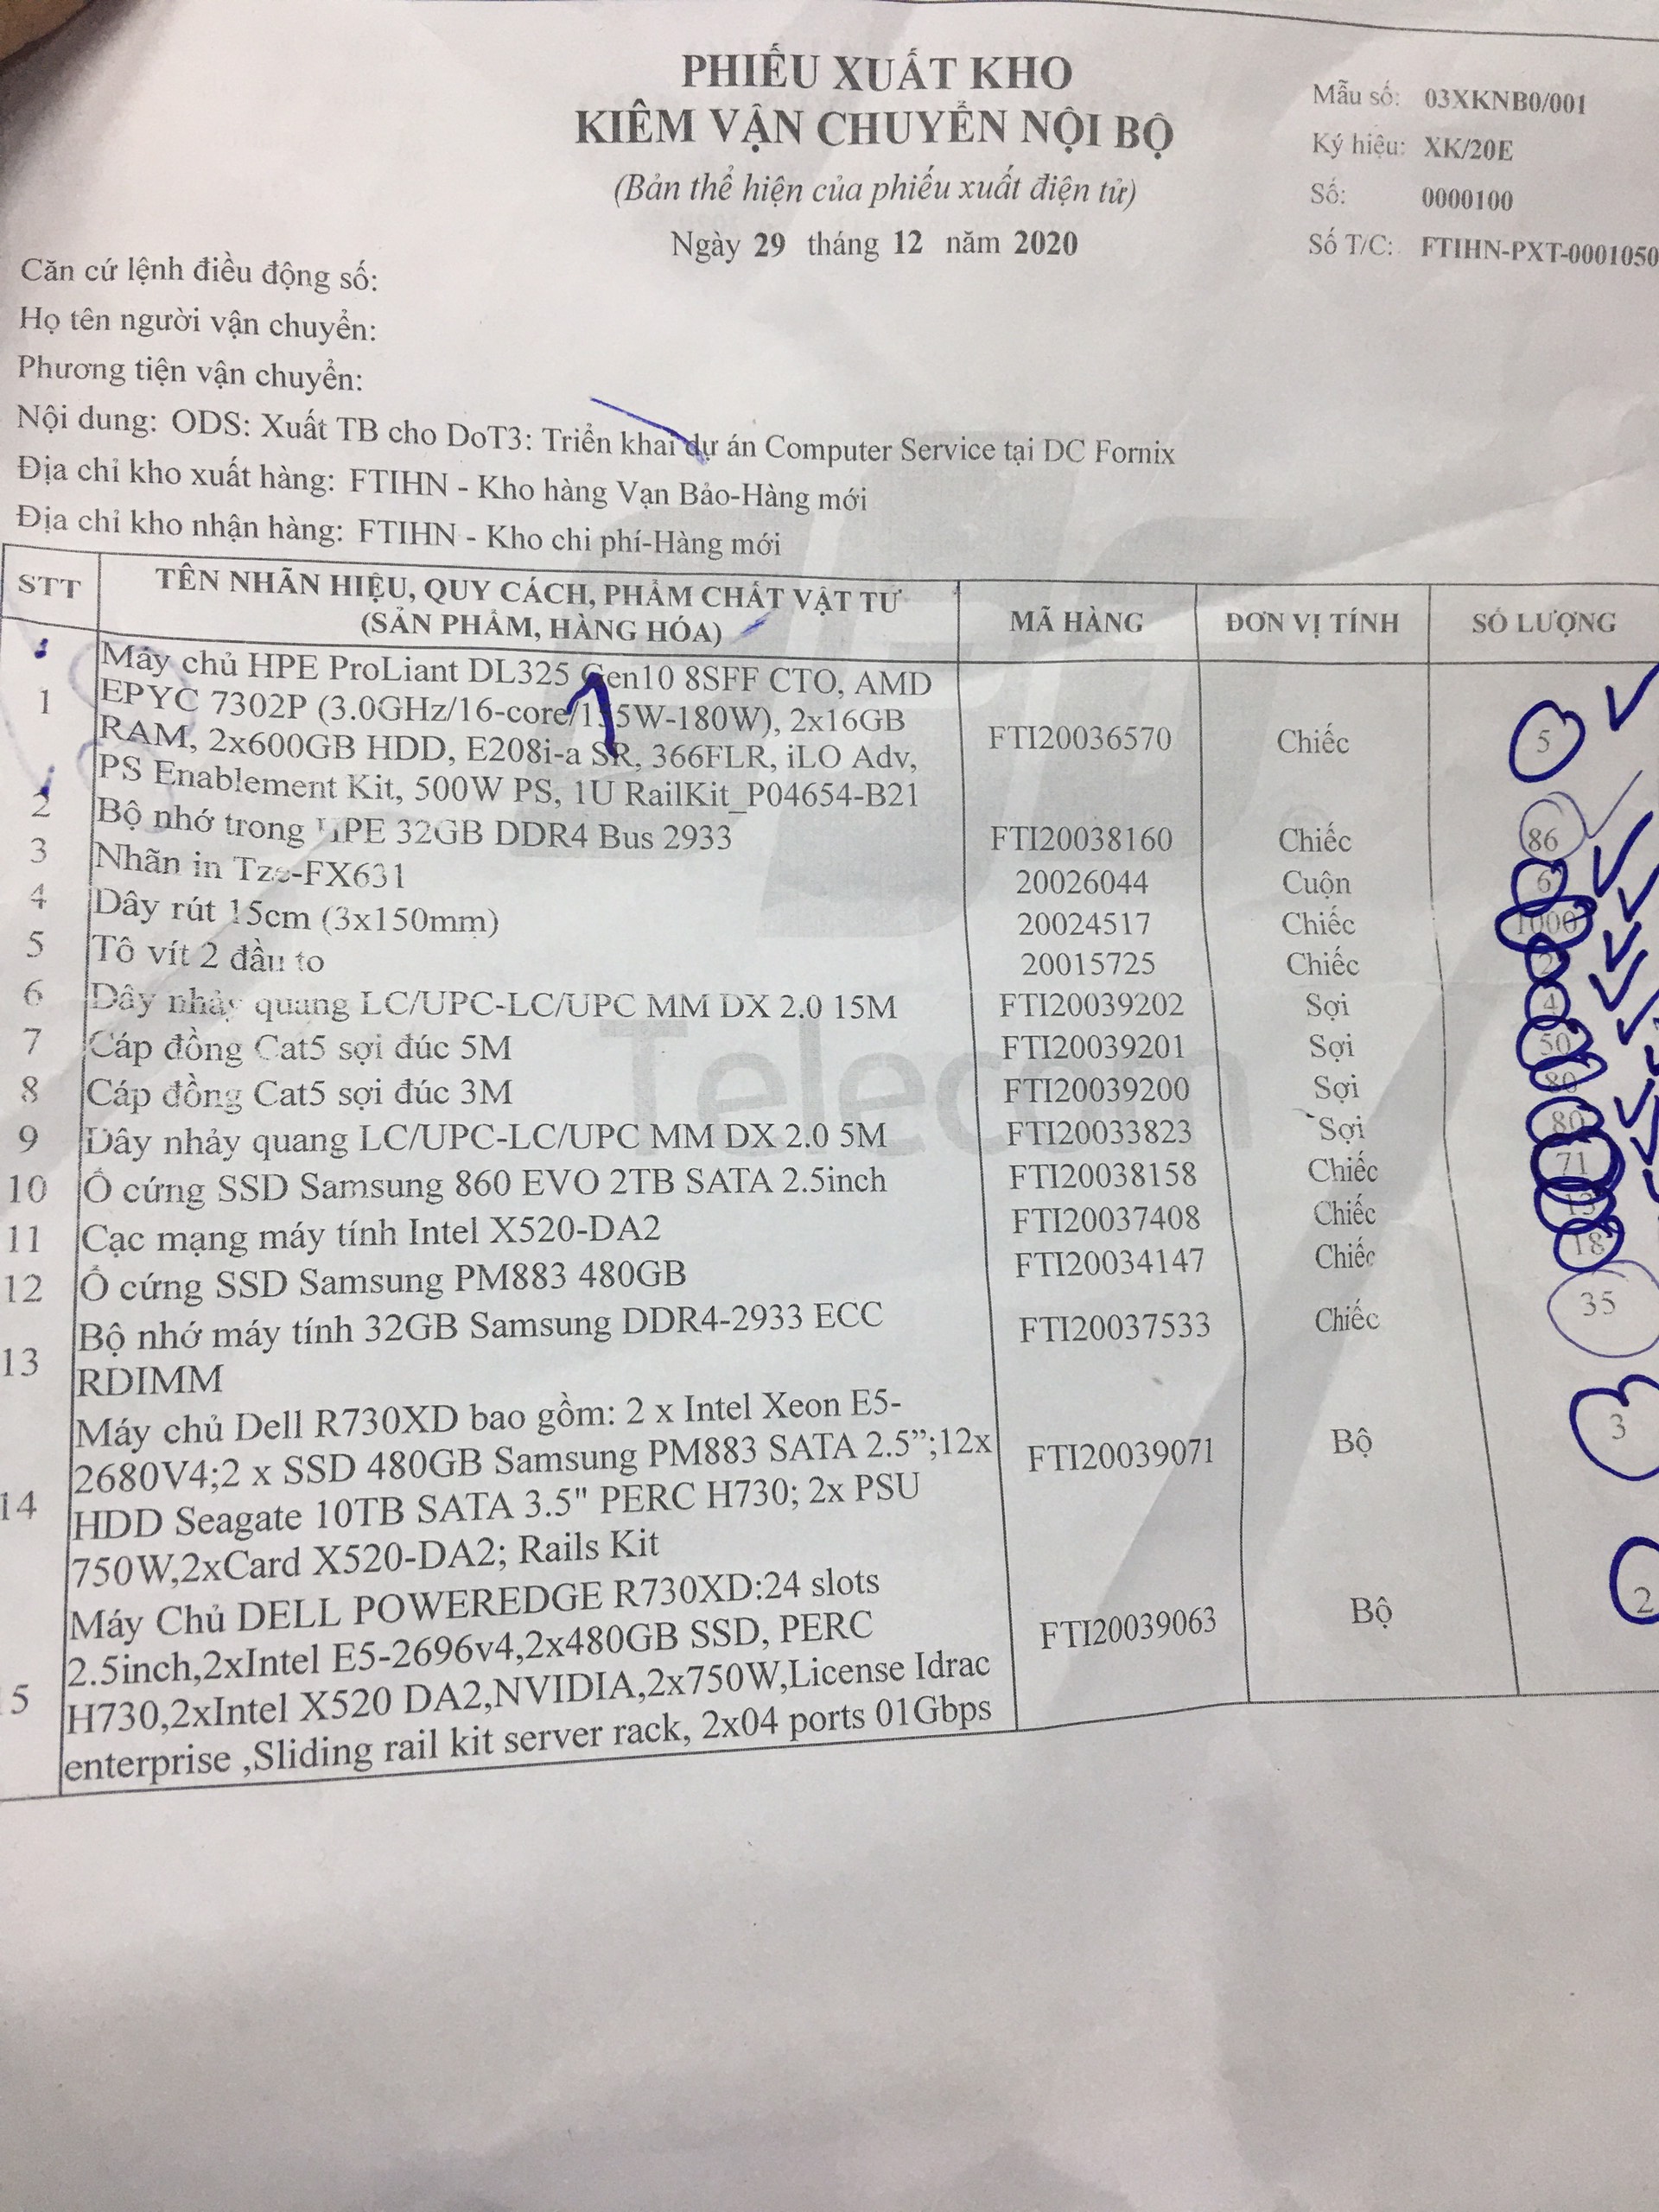 PHIẾU XUẤT KHO
KIÊM VẬN CHUYỂN NỘI BỘ
(Bản thể hiện của phiếu xuất điện tử)
Ngày 29 tháng 12 năm 2020
Mẫu số: 03XKNB0/001
Ký hiệu: XK/20E
Số: 0000100
Số T/C: FTIHN-PXT-0001050
Căn cứ lệnh điều động số:
Họ tên người vận chuyển:
Phương tiện vận chuyển:
Nội dung: ODS: Xuất TB cho DoT3: Triển khai dự án Computer Service tại DC Fornix
Địa chỉ kho xuất hàng: FTIHN - Kho hàng Vạn Bảo-Hàng mới
Địa chỉ kho nhận hàng: FTIHN - Kho chi phí-Hàng mới
STT TÊN NHÃN HIỆU, QUY CÁCH, PHẨM CHẤT VẬT TƯ (SẢN PHẨM, HÀNG HÓA) MÃ HÀNG ĐƠN VỊ TÍNH SỐ LƯỢNG
1 Máy chủ HPE ProLiant DL325 Gen10 8SFF CTO, AMD
EPYC 7302P (3.0GHz/16-core/155W-180W), 2x16GB
RAM, 2x600GB HDD, E208i-a SR, 366FLR, iLO Adv,
PS Enablement Kit, 500W PS, 1U RailKit_P04654-B21 FTI20036570 Chiếc 5
2 Bộ nhớ trong HPE 32GB DDR4 Bus 2933 FTI20038160 Chiếc 86
3 Nhãn in Tze-FX631 20026044 Cuộn 6
4 Dây rút 15cm (3x150mm) 20024517 Chiếc 1000
5 Tô vít 2 đầu to 20015725 Chiếc 2
6 Dây nhảy quang LC/UPC-LC/UPC MM DX 2.0 15M FTI20039202 Sợi 4
7 Cáp đồng Cat5 sợi đúc 5M FTI20039201 Sợi 50
8 Cáp đồng Cat5 sợi đúc 3M FTI20039200 Sợi 80
9 Dây nhảy quang LC/UPC-LC/UPC MM DX 2.0 5M FTI20033823 Sợi 80
10 Ổ cứng SSD Samsung 860 EVO 2TB SATA 2.5inch FTI20038158 Chiếc 71
11 Cạc mạng máy tính Intel X520-DA2 FTI20037408 Chiếc 13
12 Ổ cứng SSD Samsung PM883 480GB FTI20034147 Chiếc 18
13 Bộ nhớ máy tính 32GB Samsung DDR4-2933 ECC
RDIMM FTI20037533 Chiếc 35
14 Máy chủ Dell R730XD bao gồm: 2 x Intel Xeon E5-
2680V4;2 x SSD 480GB Samsung PM883 SATA 2.5”;12x
HDD Seagate 10TB SATA 3.5" PERC H730; 2x PSU
750W,2xCard X520-DA2; Rails Kit FTI20039071 Bộ 3
15 Máy Chủ DELL POWEREDGE R730XD:24 slots
2.5inch,2xIntel E5-2696v4,2x480GB SSD, PERC
H730,2xIntel X520 DA2,NVIDIA,2x750W,License Idrac
enterprise ,Sliding rail kit server rack, 2x04 ports 01Gbps FTI20039063 Bộ 2
Telecom